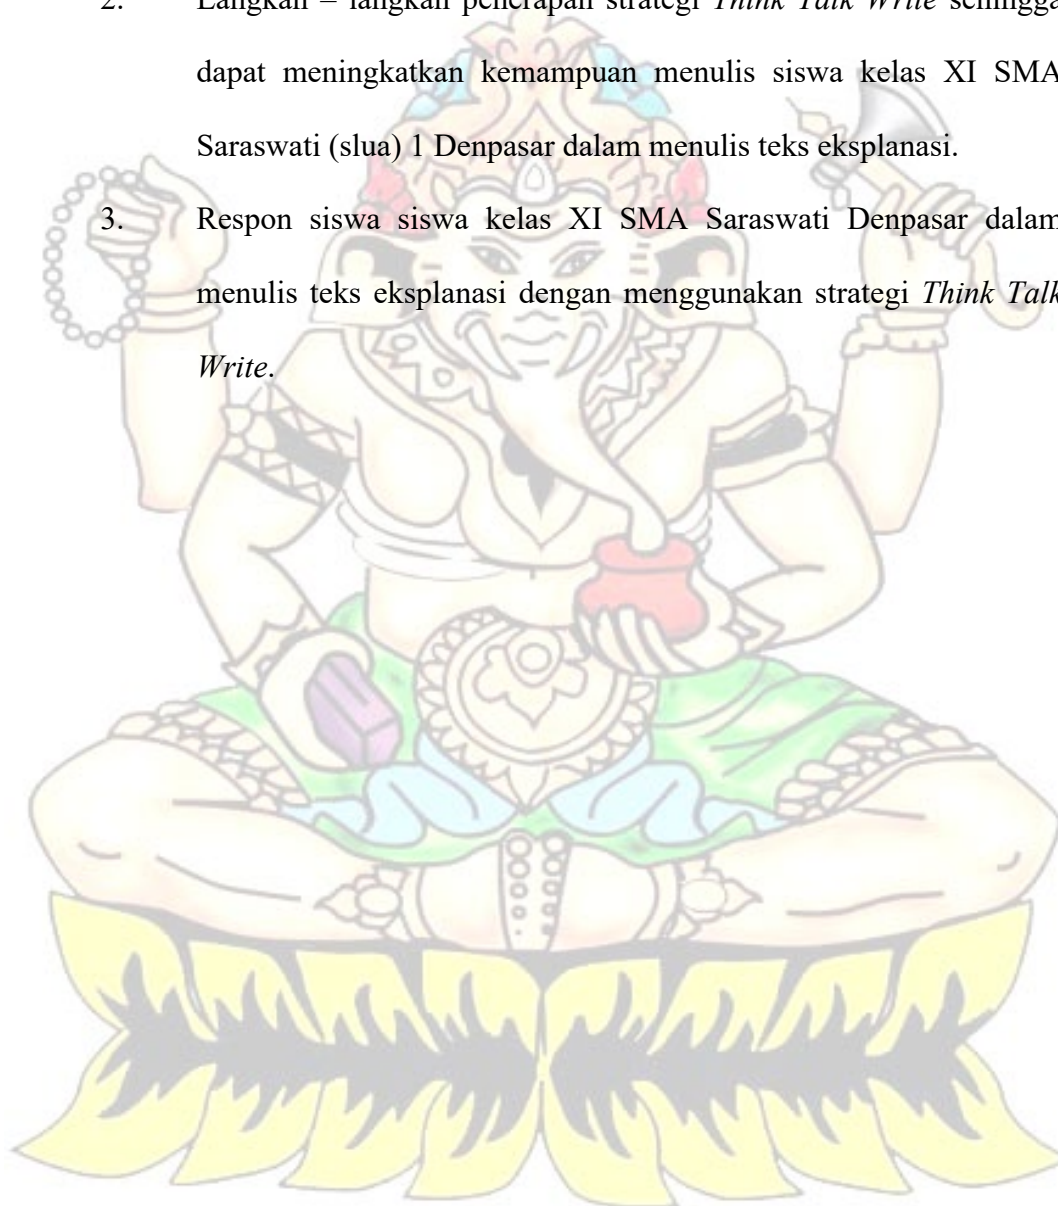 2. Langkah – langkah penerapan strategi Think Talk Write sehingga
dapat meningkatkan kemampuan menulis siswa kelas XI SMA
Saraswati (slua) 1 Denpasar dalam menulis teks eksplanasi.
3. Respon siswa siswa kelas XI SMA Saraswati Denpasar dalam
menulis teks eksplanasi dengan menggunakan strategi Think Talk
Write.